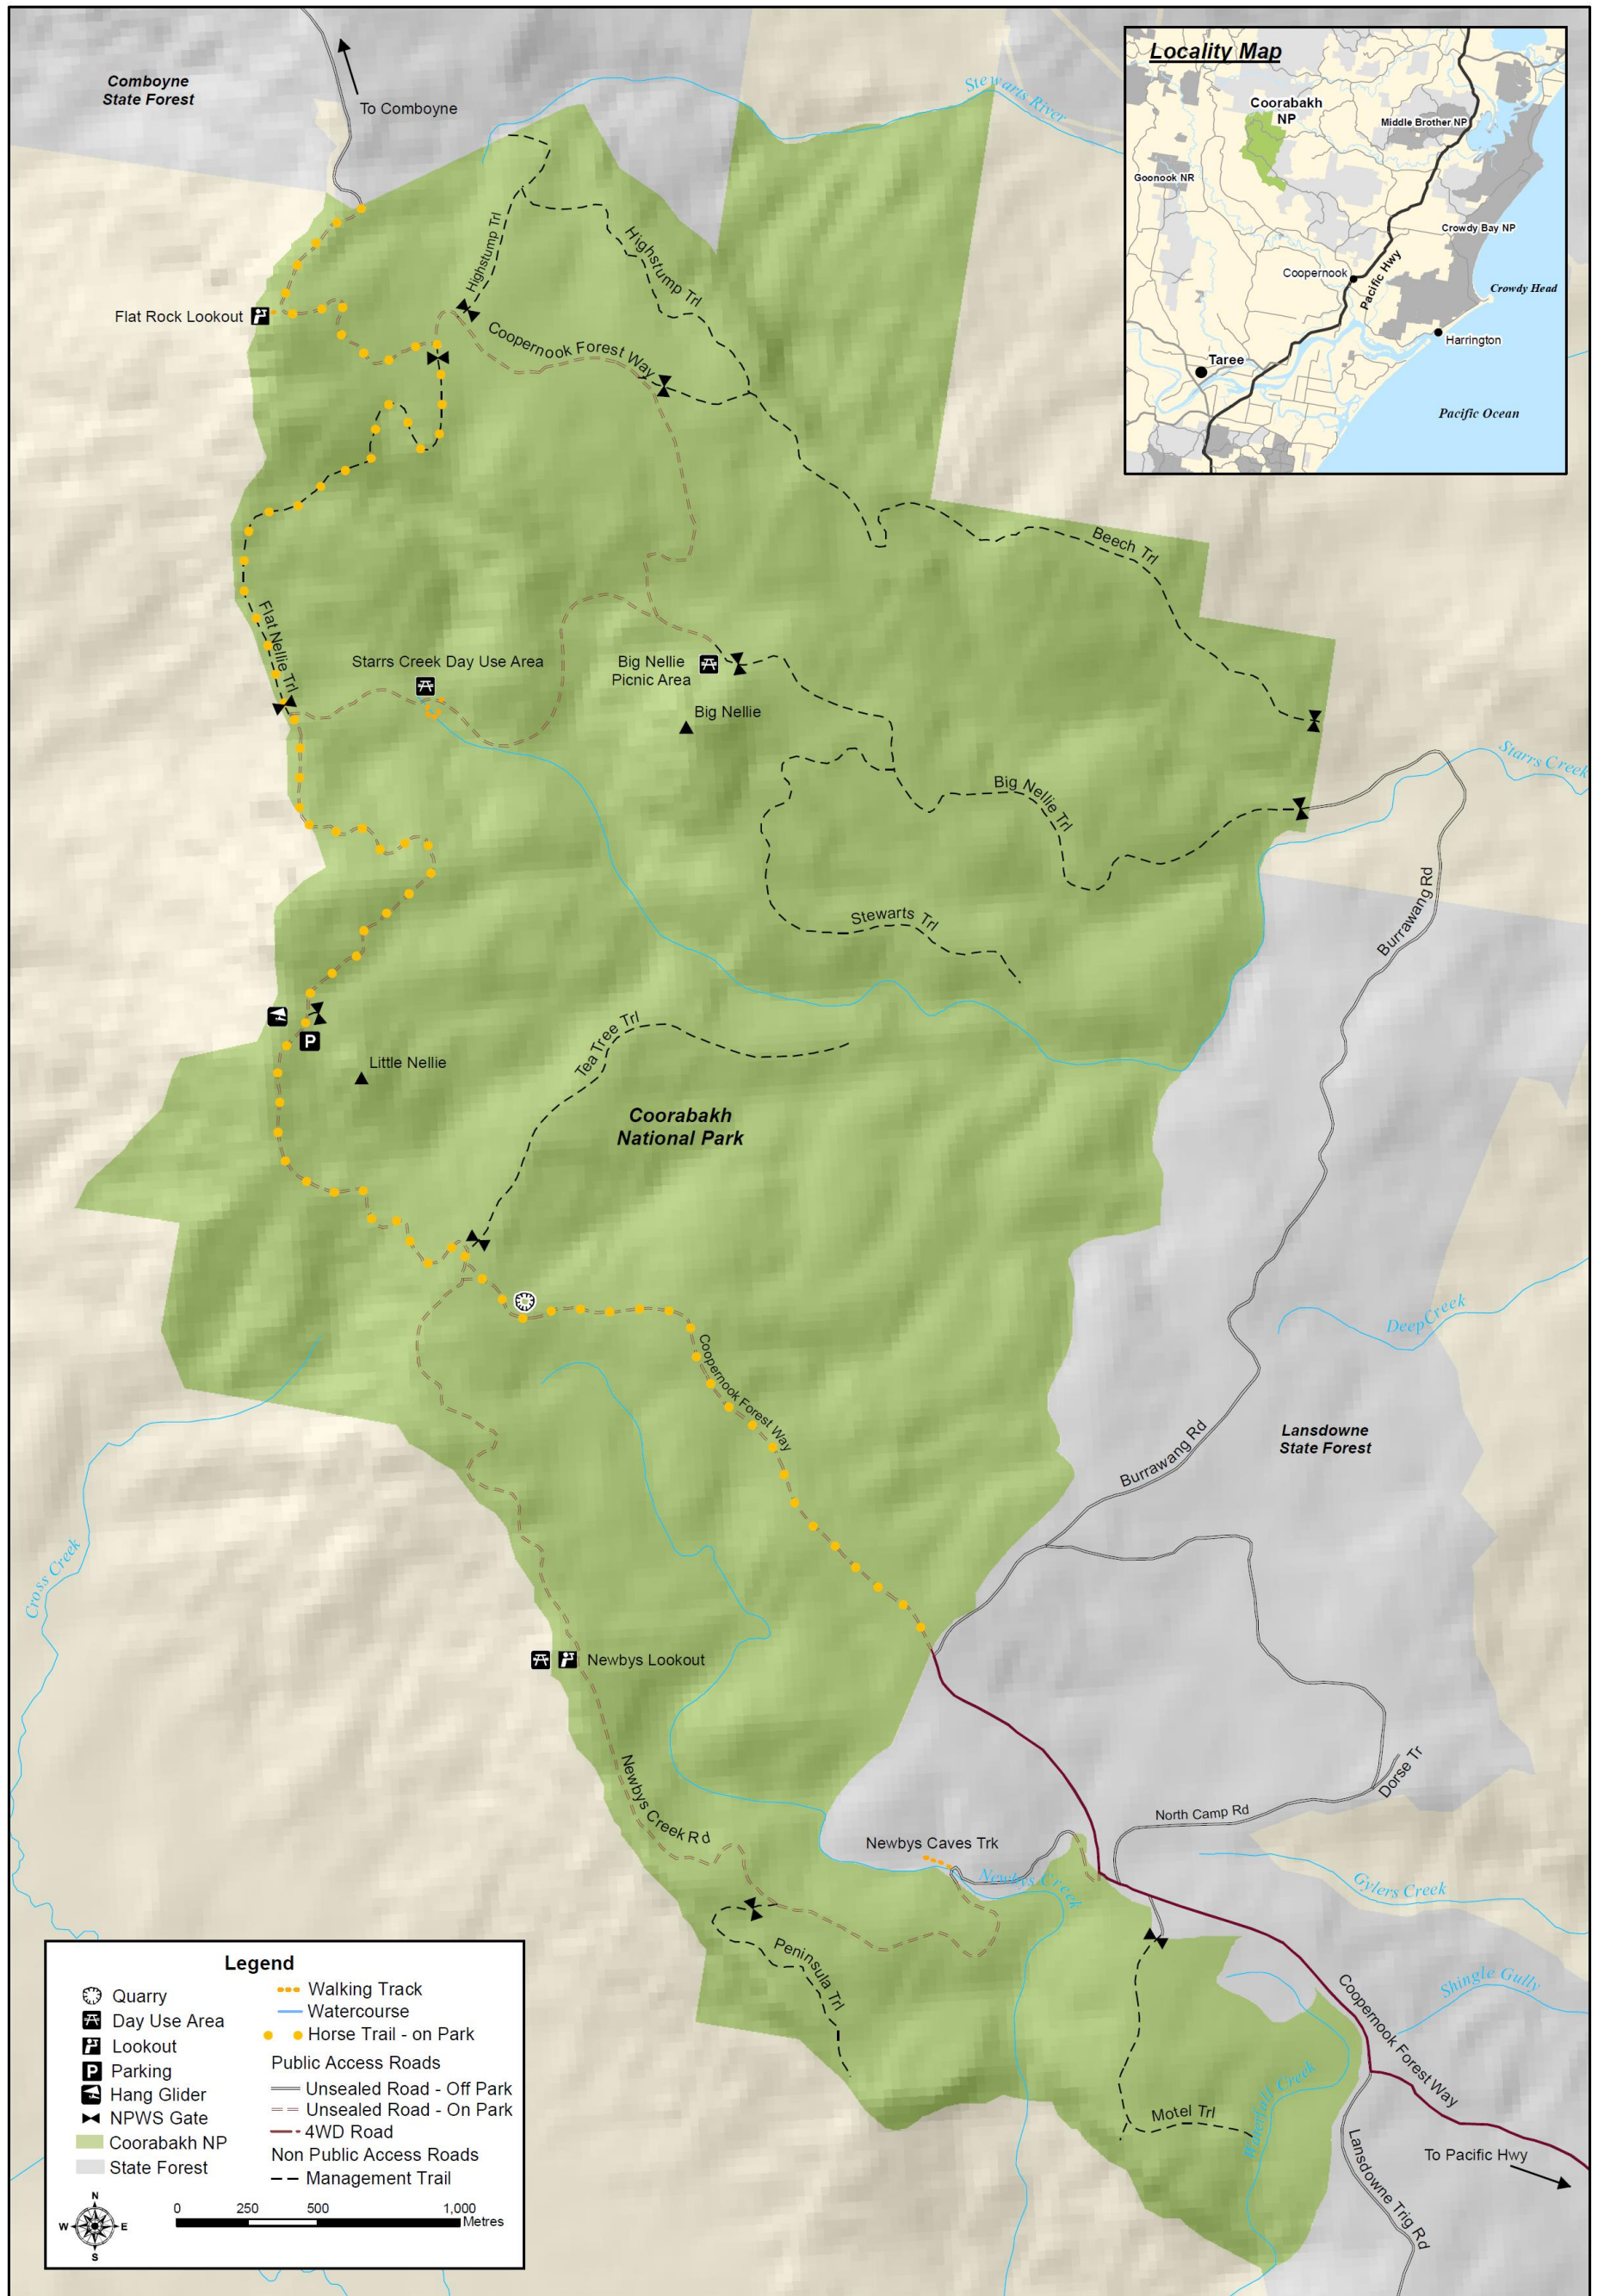 Comboyne
State Forest
To Comboyne
Stewarts River
Locality Map
Coorabakh
NP
Middle Brother NP
Goonook NR
Crowdy Bay NP
Coopernook
Pacific Hwy
Crowdy Head
Harrington
Taree
Pacific Ocean
Highstump Trl
Highstump Trl
Flat Rock Lookout
Coopernook Forest Way
Beech Trl
Flat Nellie Trl
Starrs Creek Day Use Area
Big Nellie
Picnic Area
Big Nellie
Starrs Creek
Big Nellie Trl
Burrawang Rd
Stewarts Trl
P
Tea Tree Trl
Little Nellie
Coorabakh
National Park
Deep Creek
Coopernook Forest Way
Burrawang Rd
Lansdowne
State Forest
Cross Creek
Newbys Lookout
Newbys Creek Rd
Dorse Tr
North Camp Rd
Newbys Caves Trk
Newbys Creek
Gylers Creek
Peninsula Trl
Shingle Gully
Coopernook Forest Way
Waterfall Creek
Motel Trl
Lansdowne Trig Rd
To Pacific Hwy
Legend
Quarry
Day Use Area
Lookout
P Parking
Hang Glider
NPWS Gate
Coorabakh NP
State Forest
Walking Track
Watercourse
Horse Trail - on Park
Public Access Roads
Unsealed Road - Off Park
Unsealed Road - On Park
4WD Road
Non Public Access Roads
Management Trail
N
W E
S
0 250 500 1,000
Metres